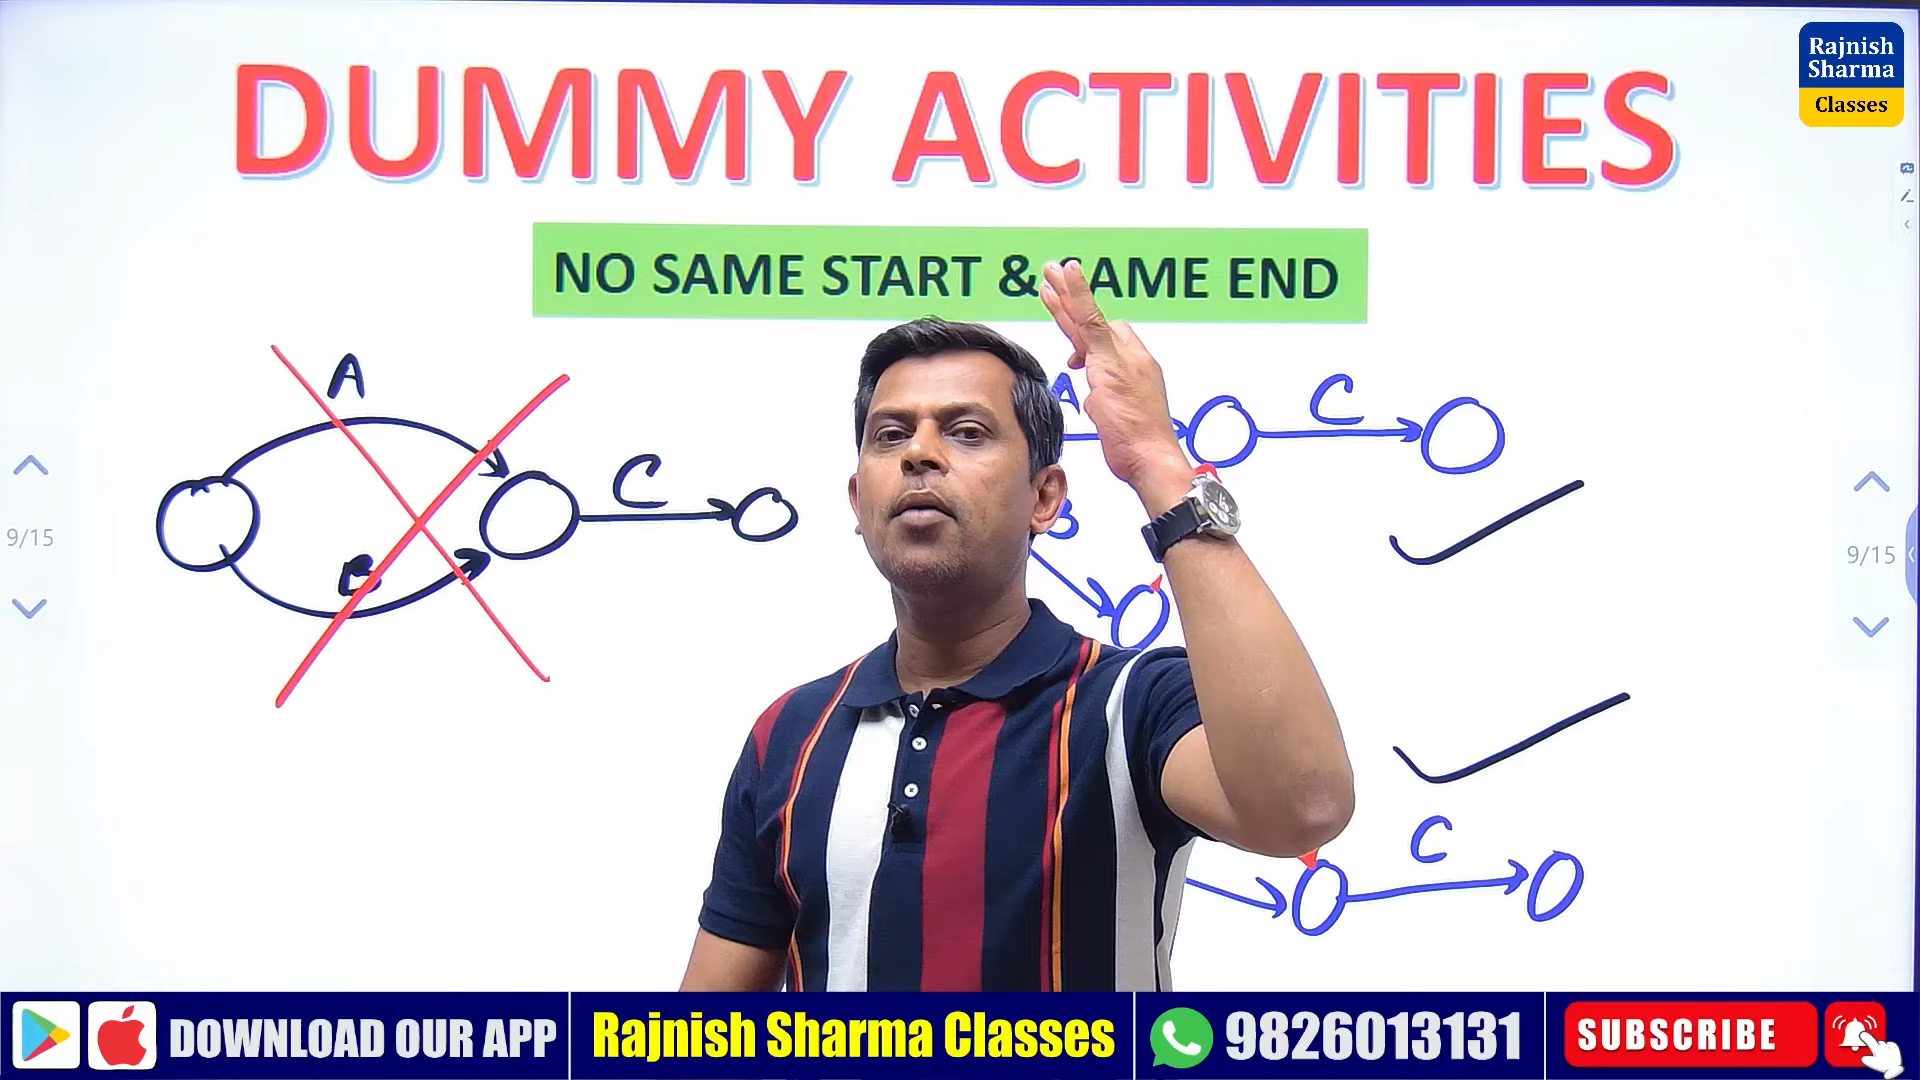 DUMMY ACTIVITIES
Rajnish
Sharma
Classes
NO SAME START & SAME END
A
B
C
A
C
B
C
9/15
9/15
DOWNLOAD OUR APP
Rajnish Sharma Classes
9826013131
SUBSCRIBE